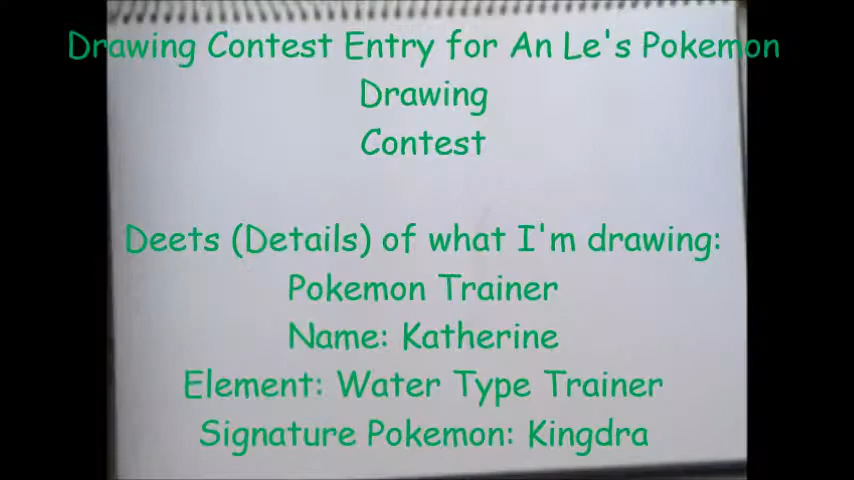 Drawing Contest Entry for An Le's Pokemon
Drawing
Contest
Deets (Details) of what I'm drawing:
Pokemon Trainer
Name: Katherine
Element: Water Type Trainer
Signature Pokemon: Kingdra